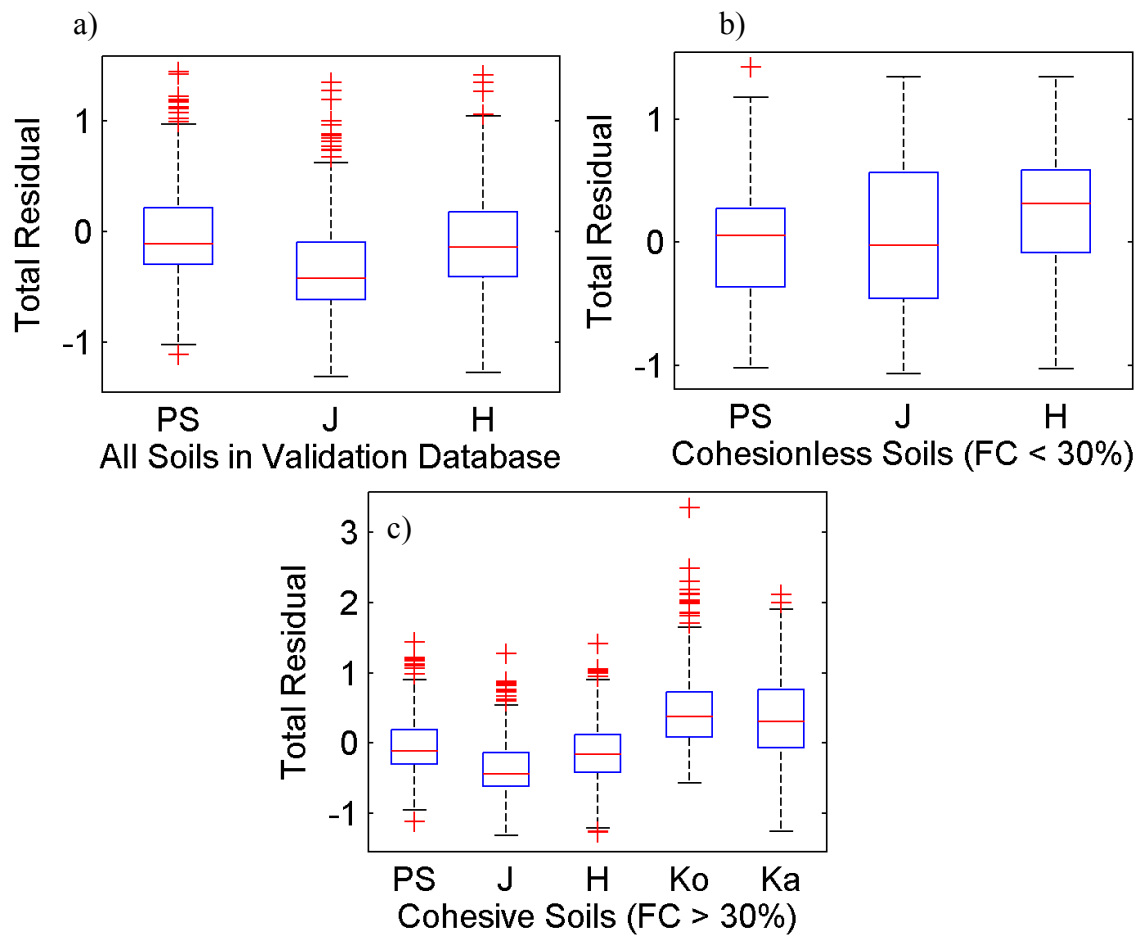 a)
Total Residual
1
0
-1
PS J H
All Soils in Validation Database
b)
Total Residual
1
0
-1
PS J H
Cohesionless Soils (FC < 30%)
c)
Total Residual
3
2
1
0
-1
PS J H Ko Ka
Cohesive Soils (FC > 30%)